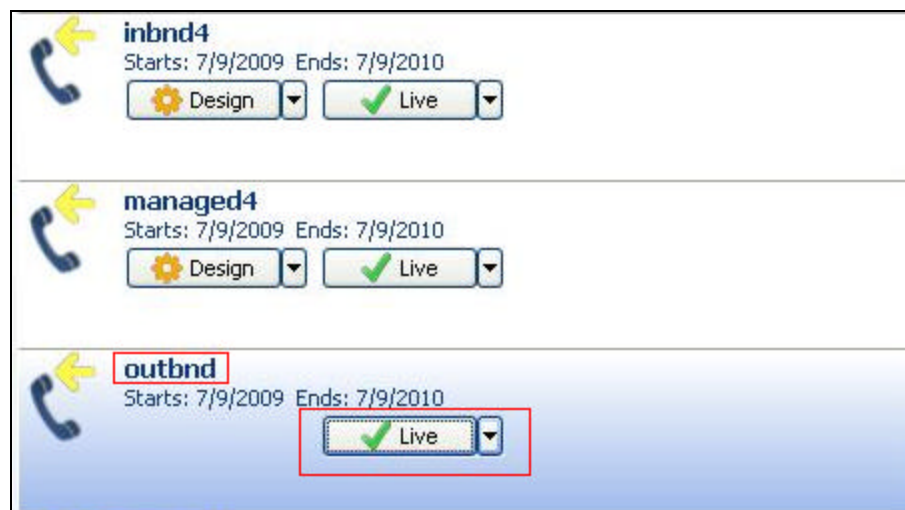 inbnd4
Starts: 7/9/2009 Ends: 7/9/2010
Design Live
managed4
Starts: 7/9/2009 Ends: 7/9/2010
Design Live
outbnd
Starts: 7/9/2009 Ends: 7/9/2010
Live